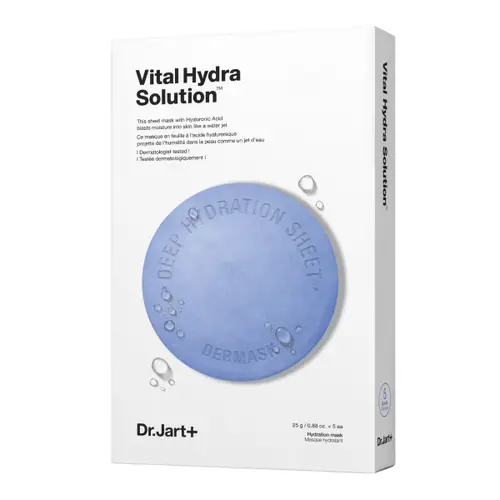 Vital Hydra
Solution™
This sheet mask with Hyaluronic Acid
blasts moisture into skin like a water jet
Ce masque en feuille à l'acide hyaluronique
projette de l'humidité dans la peau comme un jet d'eau
! Dermatologist tested !
! Testée dermatologiquement !
DEEP HYDRATION SHEET
DERMASK
25 g / 0.88 oz. × 5 ea
Hydration mask
Masque hydratant
Dr.Jart+
Vital Hydra Solution™
5
Dr.Jart+